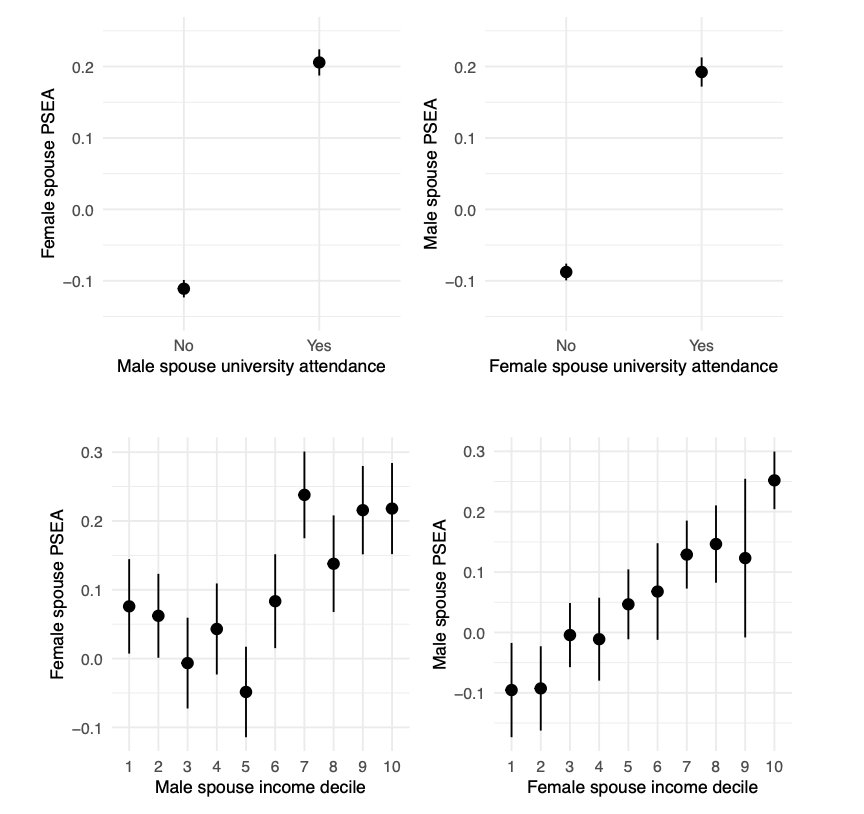 Female spouse PSEA
0.2
0.1
0.0
−0.1
No Yes
Male spouse university attendance
Male spouse PSEA
0.2
0.1
0.0
−0.1
No Yes
Female spouse university attendance
Female spouse PSEA
0.3
0.2
0.1
0.0
−0.1
1 2 3 4 5 6 7 8 9 10
Male spouse income decile
Male spouse PSEA
0.3
0.2
0.1
0.0
−0.1
1 2 3 4 5 6 7 8 9 10
Female spouse income decile